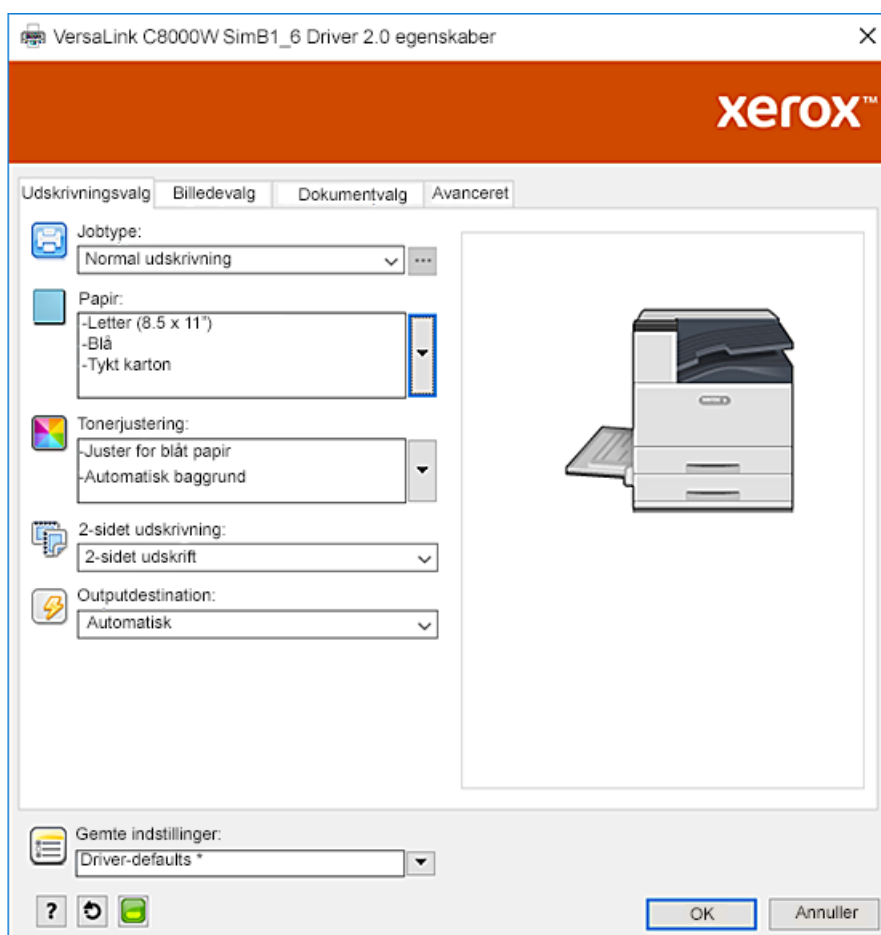 VersaLink C8000W SimB1_6 Driver 2.0 egenskaber
xerox™
Udskrivningsvalg Billedevalg Dokumentvalg Avanceret
Jobtype:
Normal udskrivning
Papir:
-Letter (8.5 x 11")
-Blå
-Tykt karton
Tonerjustering:
-Juster for blåt papir
-Automatisk baggrund
2-sidet udskrivning:
2-sidet udskrift
Outputdestination:
Automatisk
Gemte indstillinger:
Driver-defaults *
?
OK Annuller